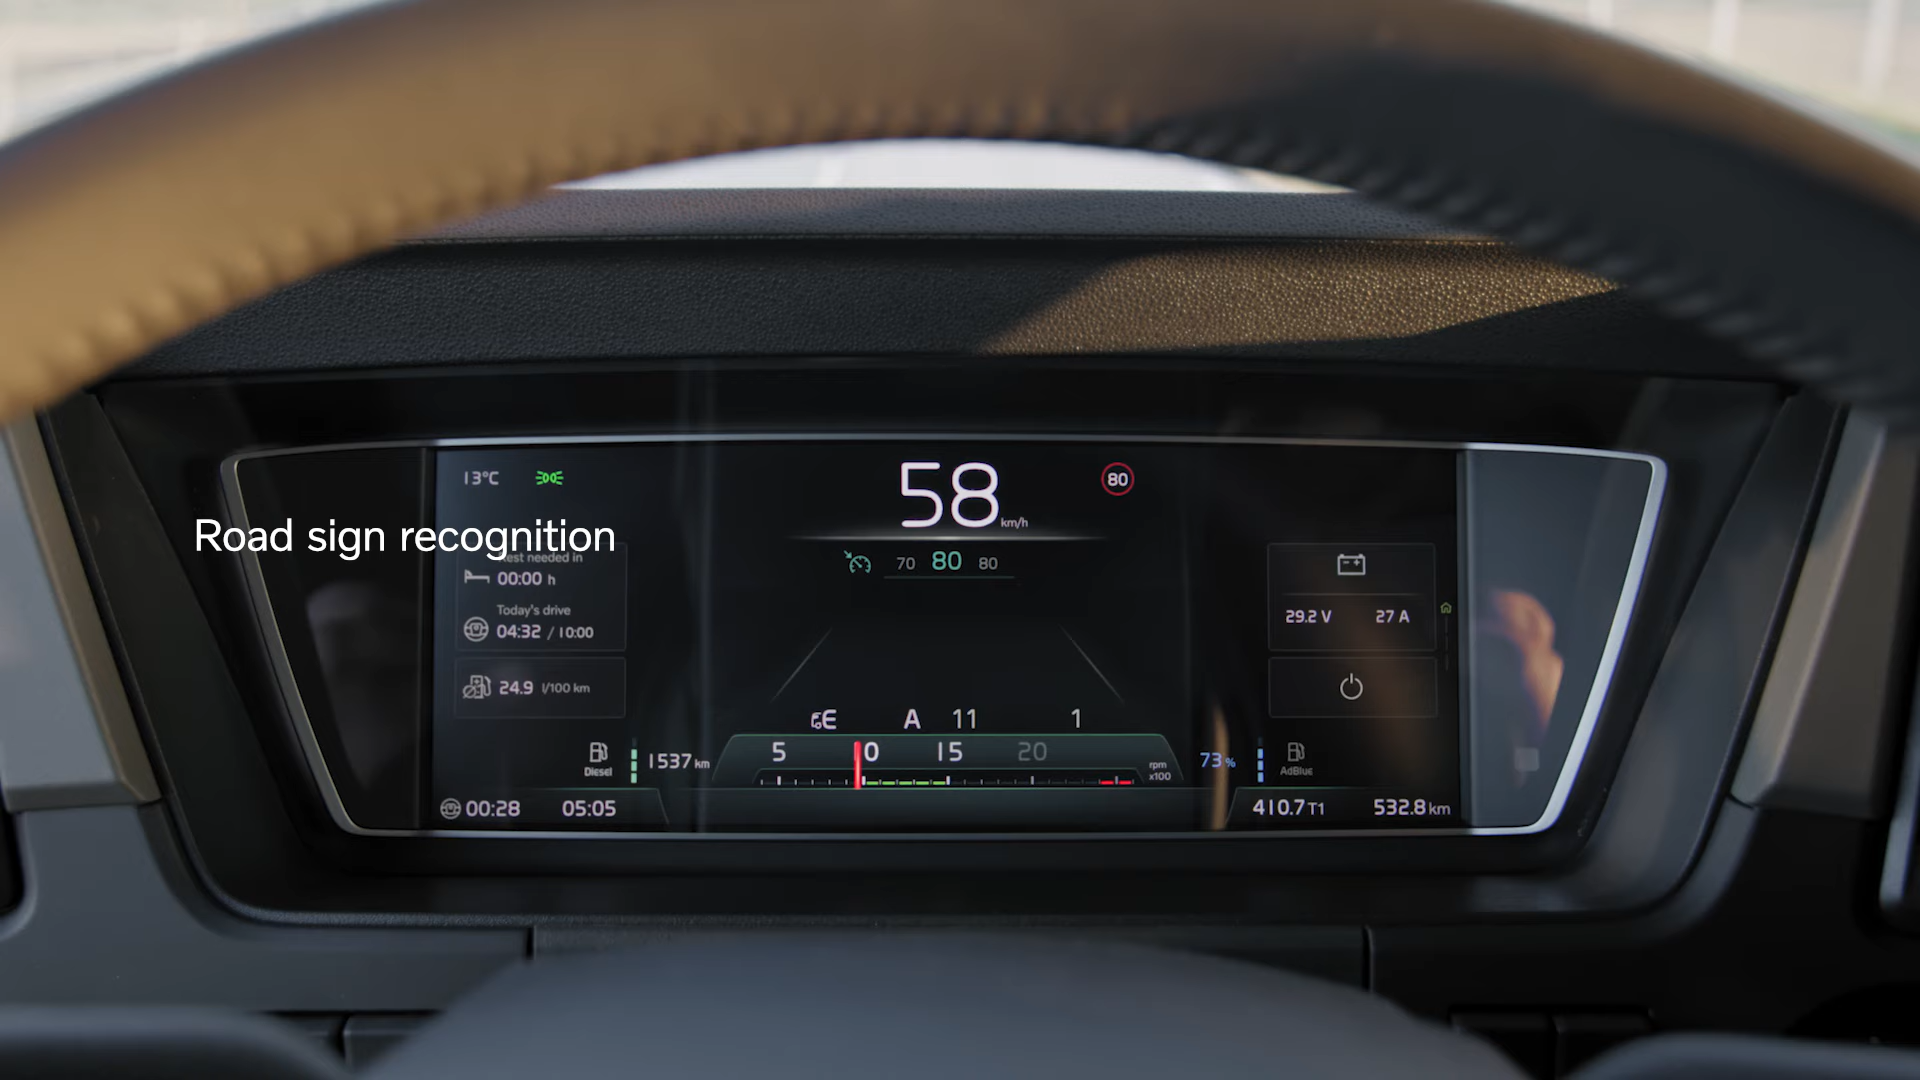 13°C
58 km/h
80
Road sign recognition
Rest needed in
00:00 h
70 80 80
Today's drive
04:32 / 10:00
29.2 V 27 A
24.9 l/100 km
E A 11 1
5 10 15 20
rpm
x100
Diesel
1537 km
73 %
AdBlue
00:28 05:05
410.7 T1 532.8 km